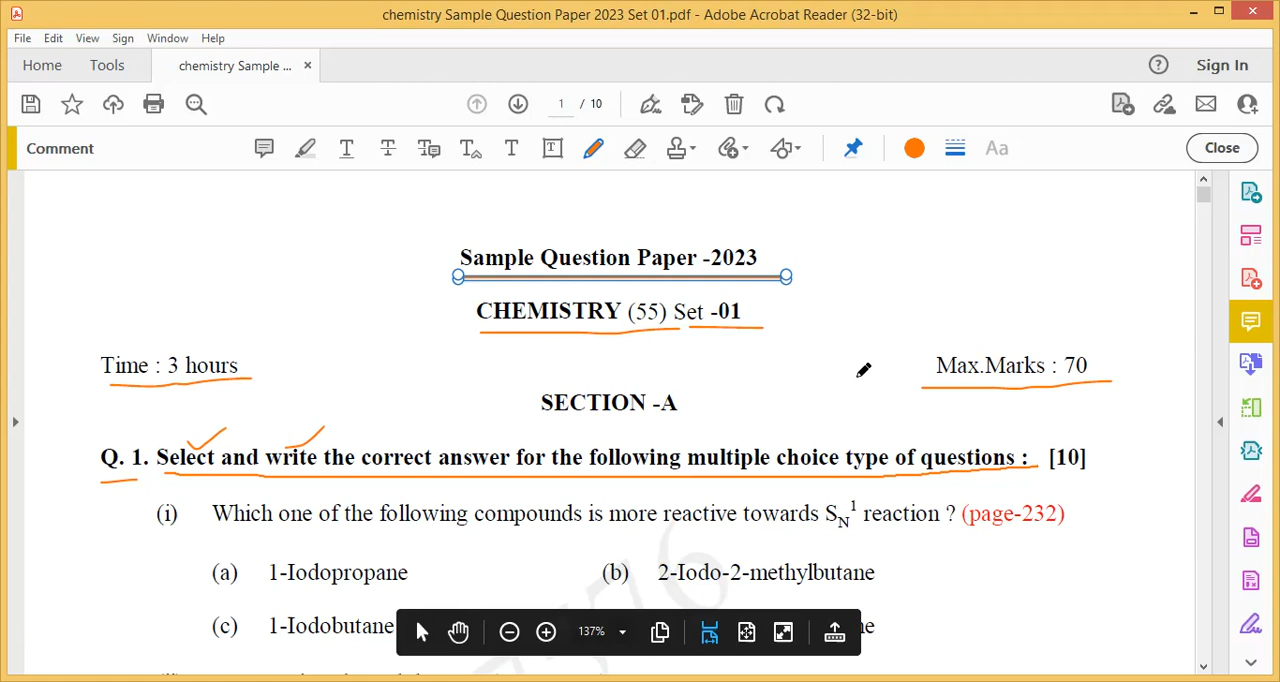 chemistry Sample Question Paper 2023 Set 01.pdf - Adobe Acrobat Reader (32-bit)
File Edit View Sign Window Help
Home Tools chemistry Sample ... × Sign In
1 / 10
Comment Aa Close
Sample Question Paper -2023
CHEMISTRY (55) Set -01
Time : 3 hours Max.Marks : 70
SECTION -A
Q. 1. Select and write the correct answer for the following multiple choice type of questions : [10]
(i) Which one of the following compounds is more reactive towards SN1 reaction ? (page-232)
(a) 1-Iodopropane (b) 2-Iodo-2-methylbutane
(c) 1-Iodobutane
137%